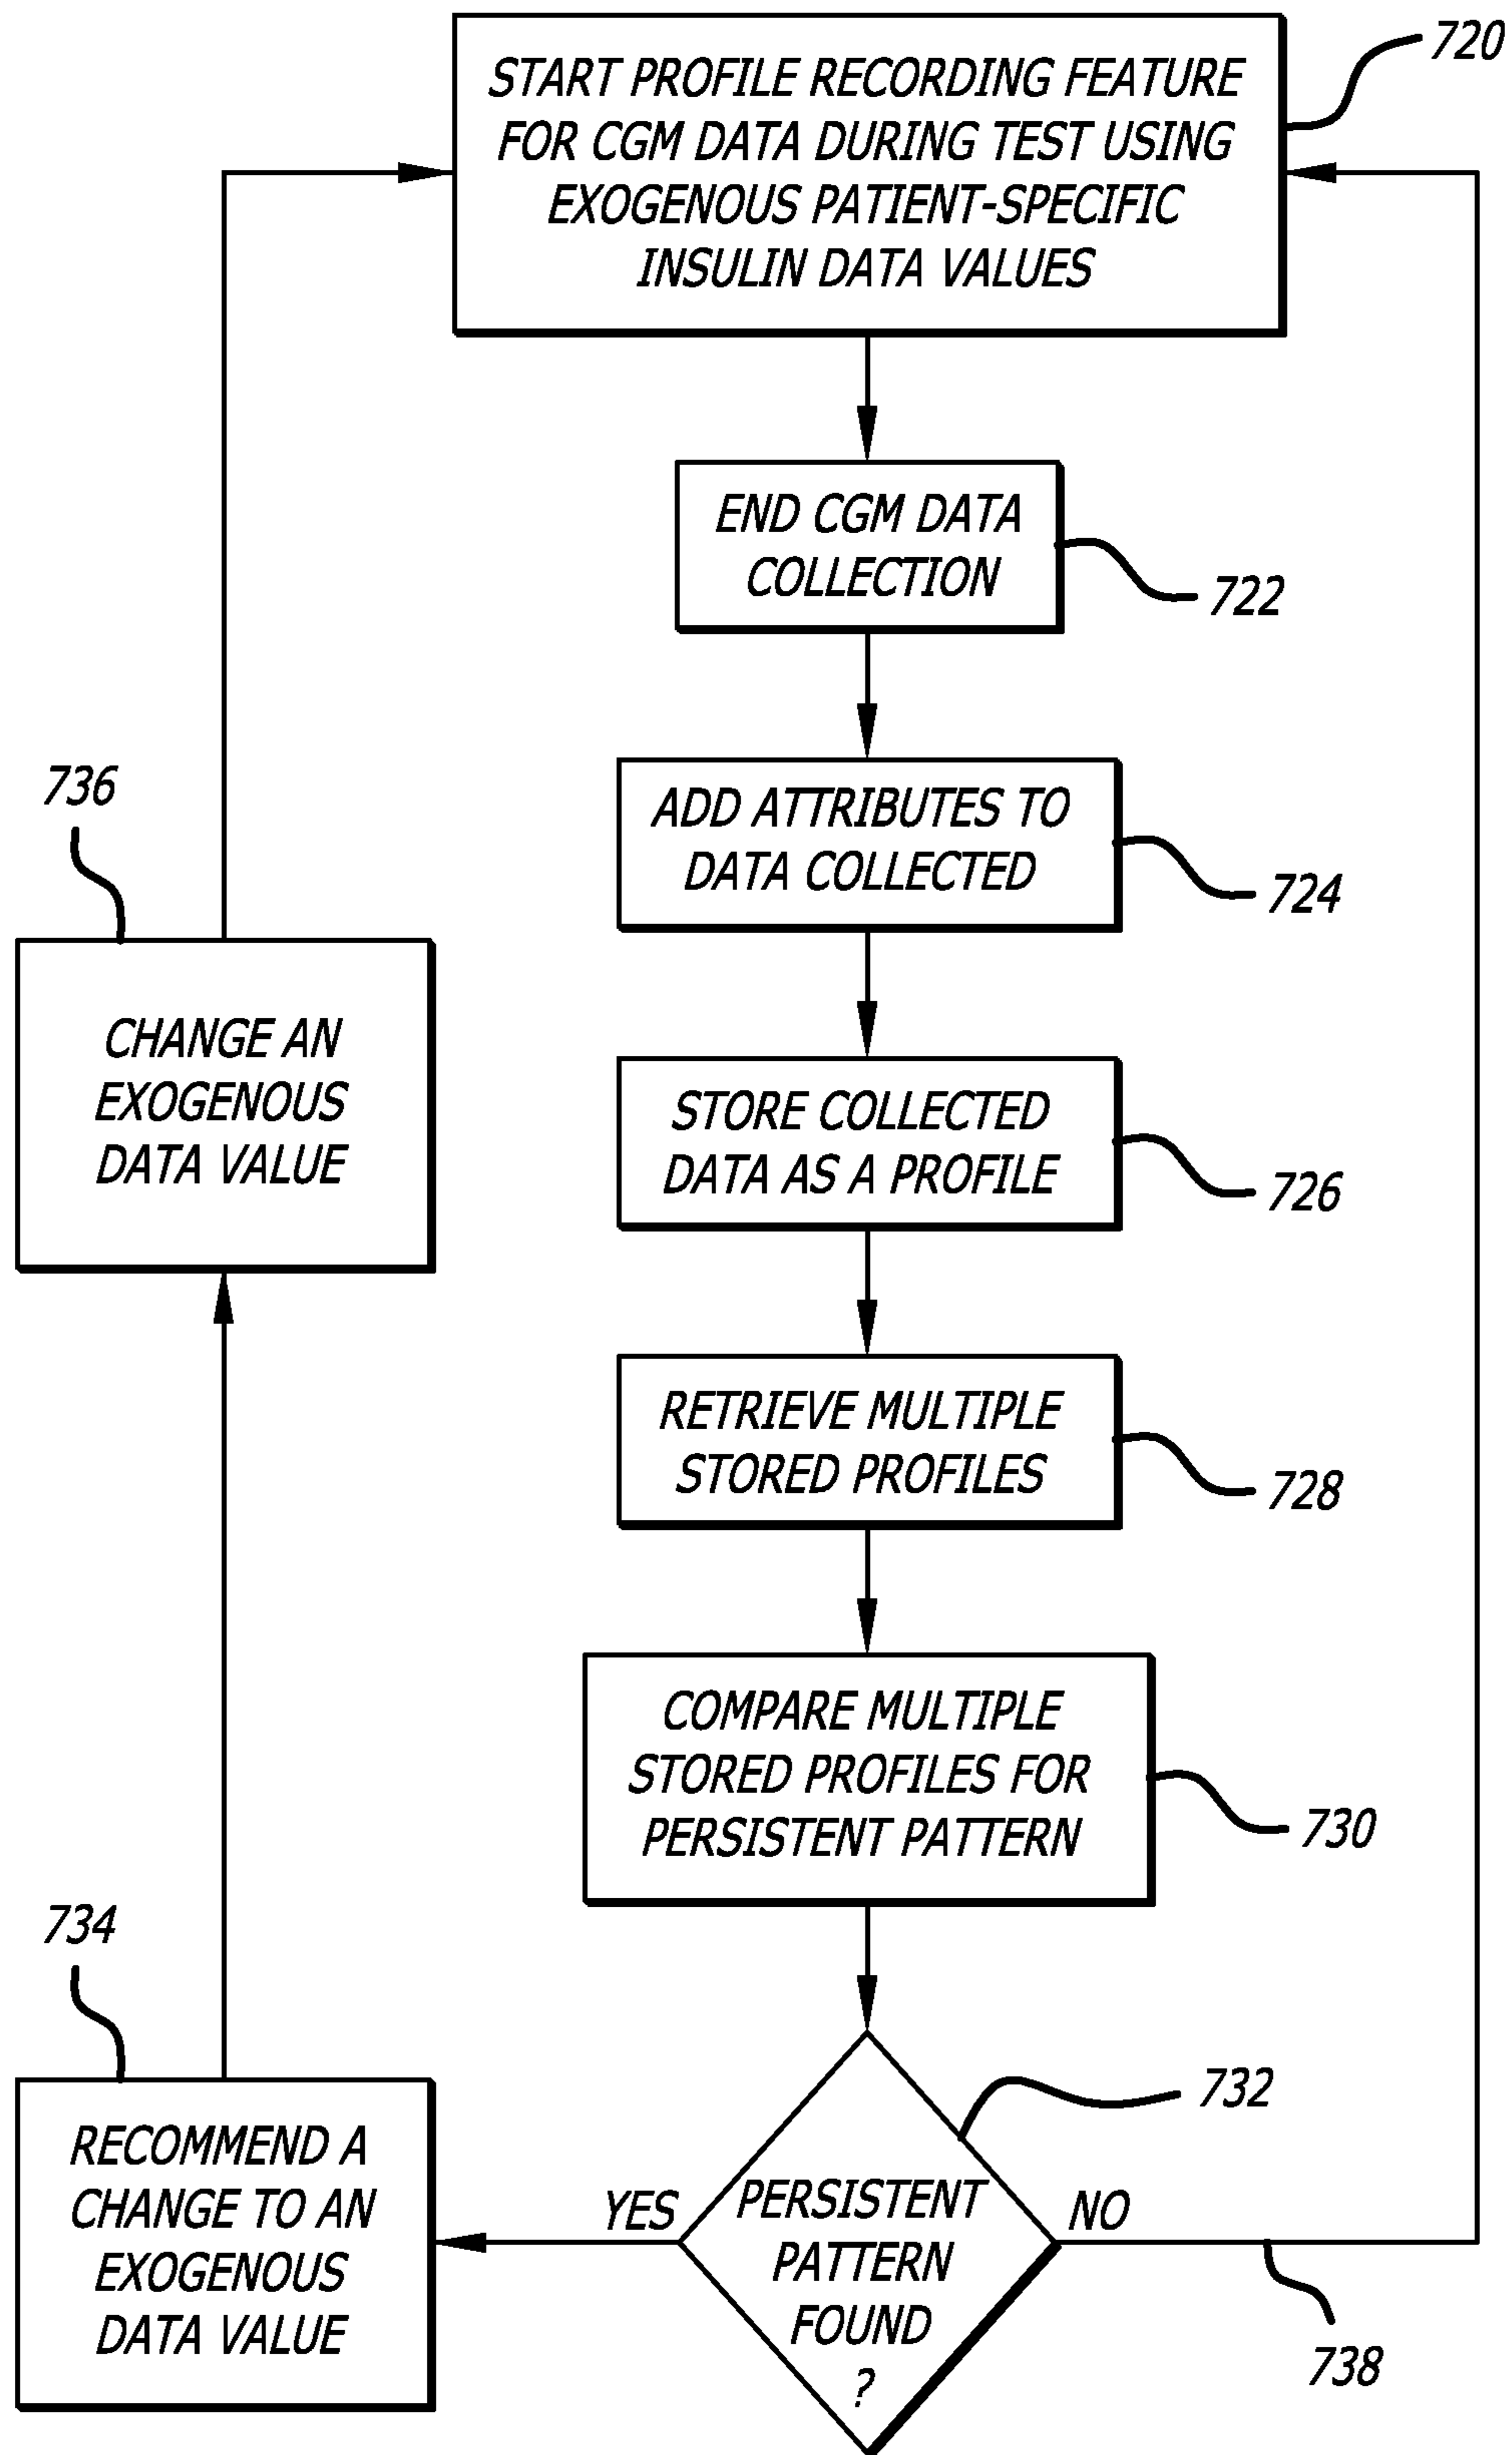 720
START PROFILE RECORDING FEATURE
FOR CGM DATA DURING TEST USING
EXOGENOUS PATIENT-SPECIFIC
INSULIN DATA VALUES
END CGM DATA
COLLECTION
722
ADD ATTRIBUTES TO
DATA COLLECTED
724
736
CHANGE AN
EXOGENOUS
DATA VALUE
STORE COLLECTED
DATA AS A PROFILE
726
RETRIEVE MULTIPLE
STORED PROFILES
728
COMPARE MULTIPLE
STORED PROFILES FOR
PERSISTENT PATTERN
730
734
RECOMMEND A
CHANGE TO AN
EXOGENOUS
DATA VALUE
YES
732
PERSISTENT
PATTERN
FOUND
?
NO
738